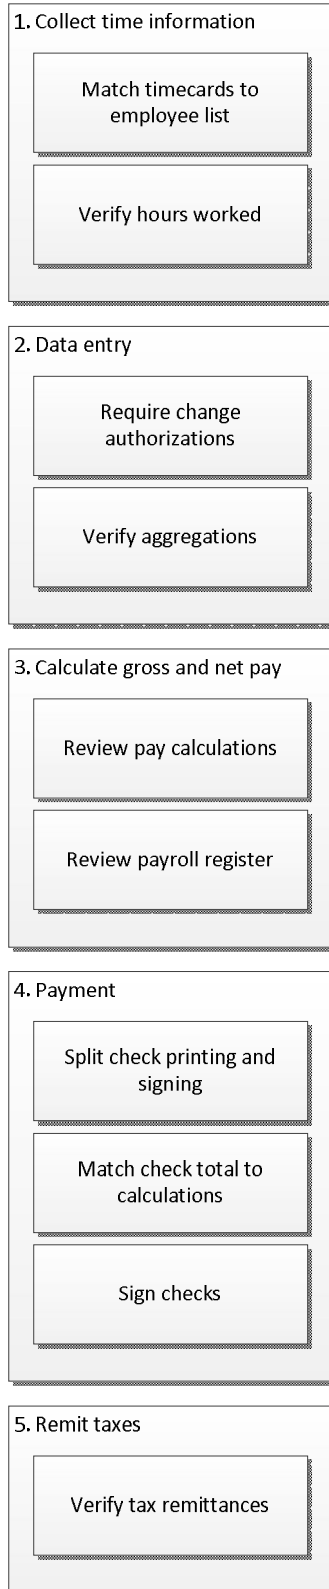 1. Collect time information
Match timecards to
employee list
Verify hours worked
2. Data entry
Require change
authorizations
Verify aggregations
3. Calculate gross and net pay
Review pay calculations
Review payroll register
4. Payment
Split check printing and
signing
Match check total to
calculations
Sign checks
5. Remit taxes
Verify tax remittances